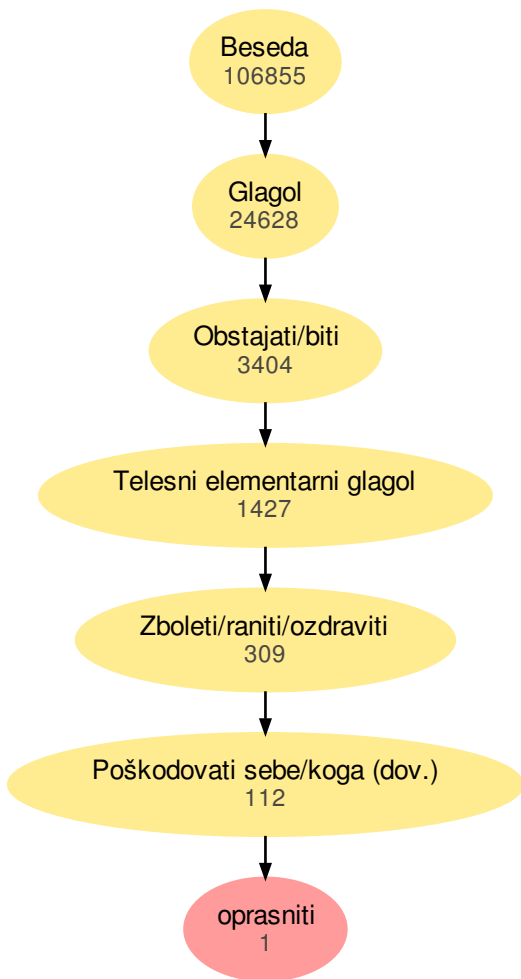 Beseda
106855
Glagol
24628
Obstajati/biti
3404
Telesni elementarni glagol
1427
Zboleti/raniti/ozdraviti
309
Poškodovati sebe/koga (dov.)
112
oprasniti
1